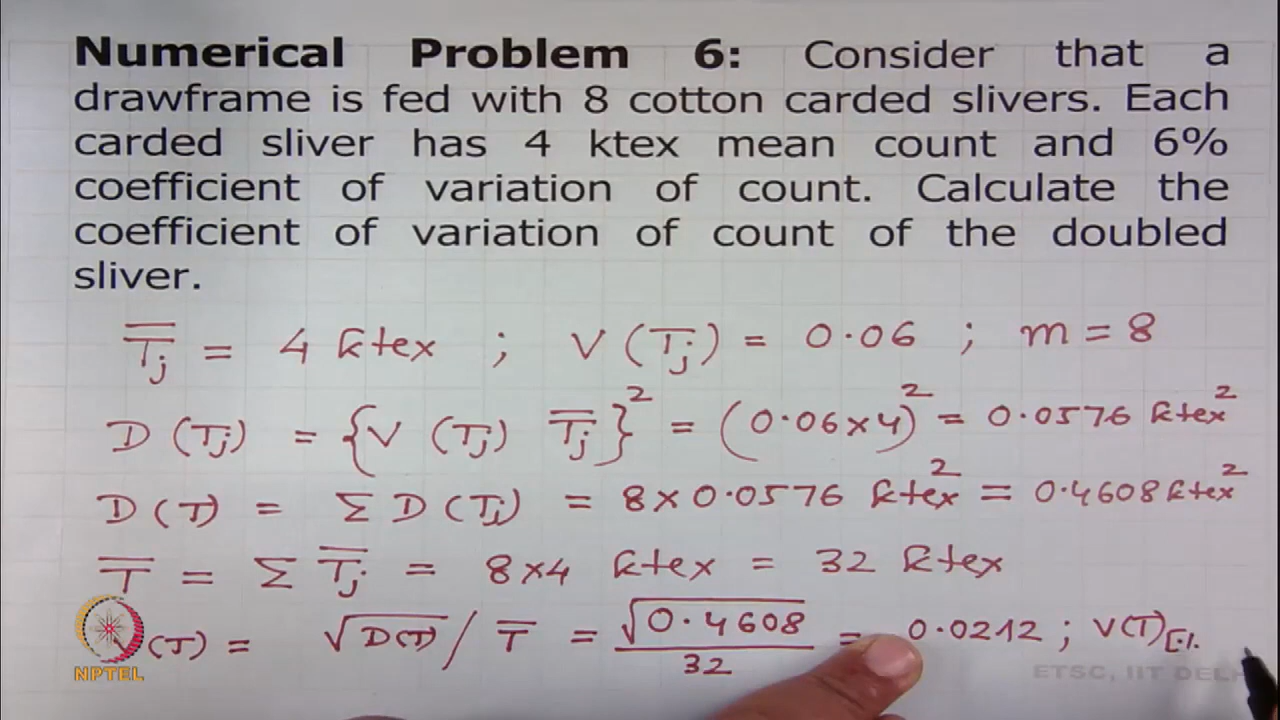 Numerical Problem 6: Consider that a
drawframe is fed with 8 cotton carded slivers. Each
carded sliver has 4 ktex mean count and 6%
coefficient of variation of count. Calculate the
coefficient of variation of count of the doubled
sliver.
T̅j = 4 ktex ; V(Tj) = 0.06 ; m = 8
D(Tj) = {V(Tj) T̅j}² = (0.06×4)² = 0.0576 ktex²
D(T) = Σ D(Tj) = 8×0.0576 ktex² = 0.4608 ktex²
T̅ = Σ T̅j = 8×4 ktex = 32 ktex
(T) = √D(T) / T̅ = √0.4608 / 32 = 0.0212 ; V(T)[%
NPTEL
ETSC, IIT DELH